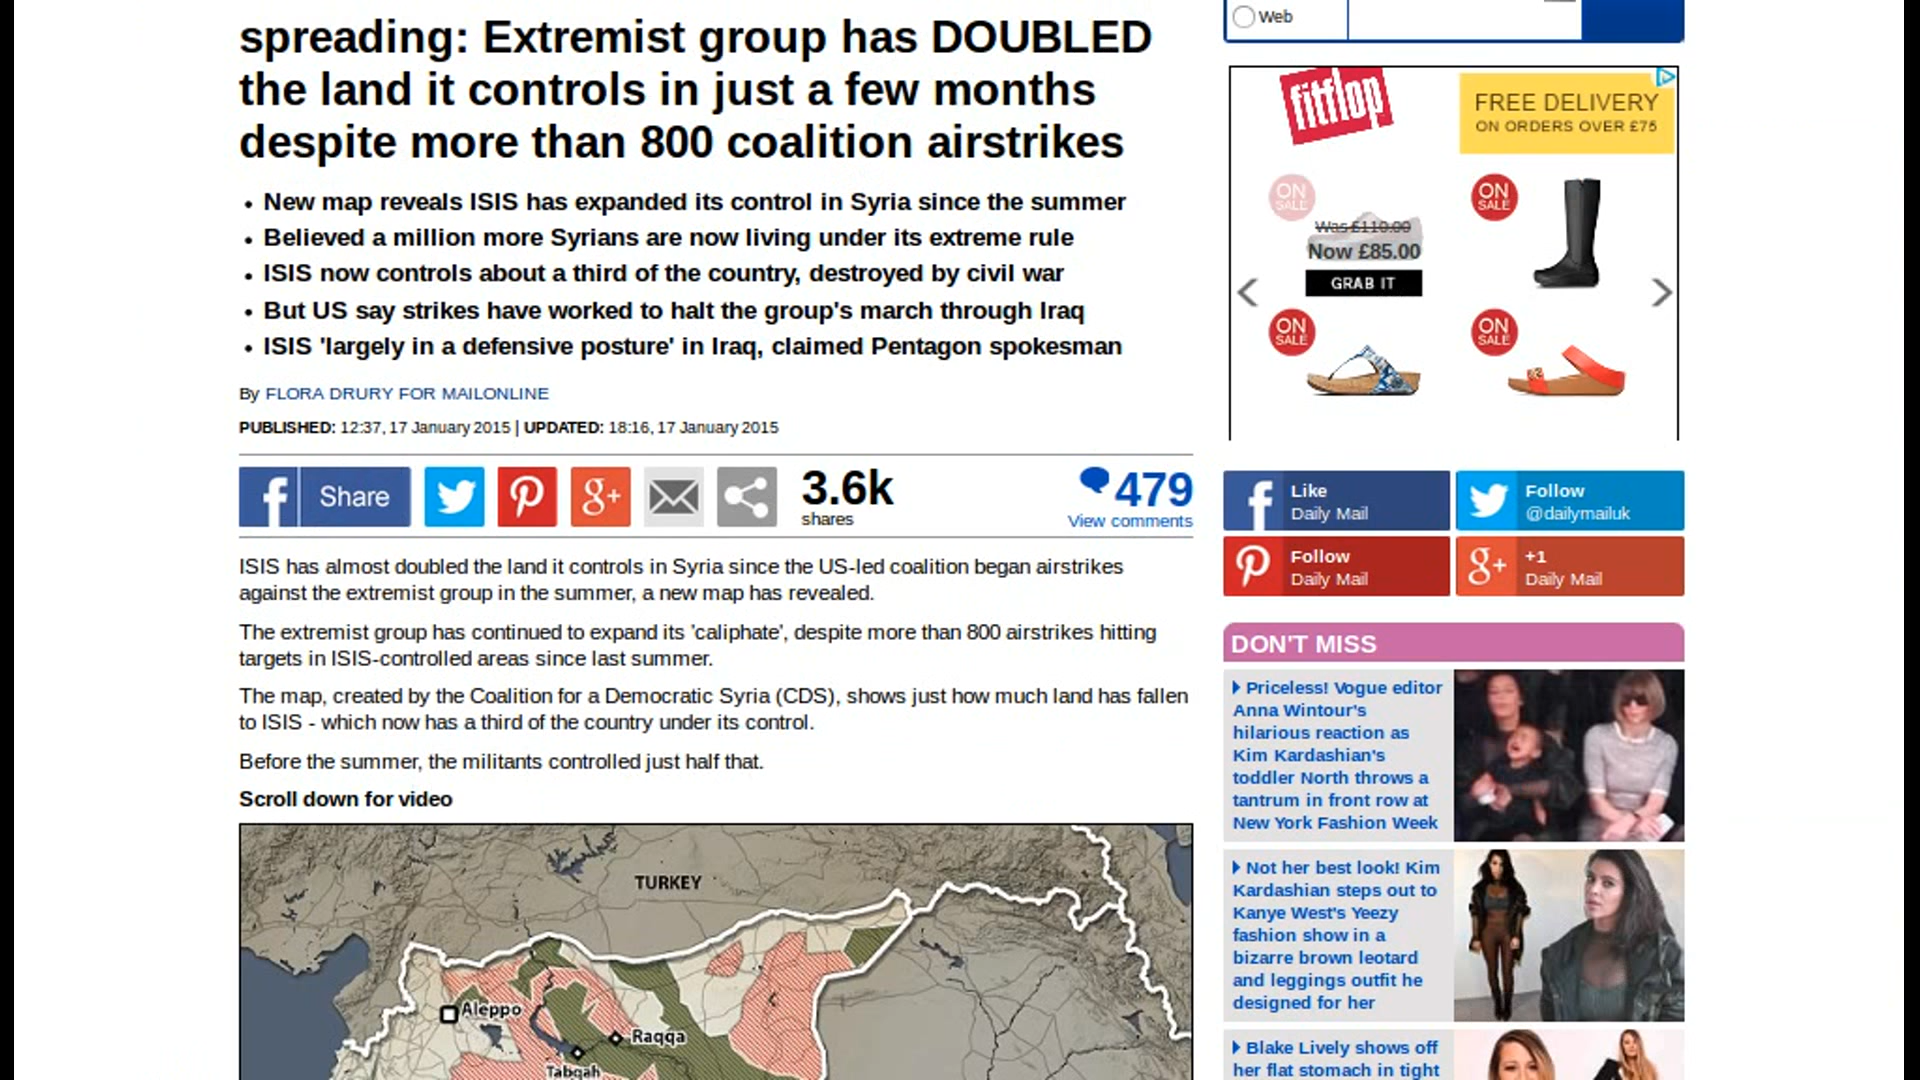 spreading: Extremist group has DOUBLED
the land it controls in just a few months
despite more than 800 coalition airstrikes
New map reveals ISIS has expanded its control in Syria since the summer
Believed a million more Syrians are now living under its extreme rule
ISIS now controls about a third of the country, destroyed by civil war
But US say strikes have worked to halt the group's march through Iraq
ISIS 'largely in a defensive posture' in Iraq, claimed Pentagon spokesman
By FLORA DRURY FOR MAILONLINE
PUBLISHED: 12:37, 17 January 2015 | UPDATED: 18:16, 17 January 2015
f Share
g+
3.6k
shares
479
View comments
ISIS has almost doubled the land it controls in Syria since the US-led coalition began airstrikes
against the extremist group in the summer, a new map has revealed.
The extremist group has continued to expand its 'caliphate', despite more than 800 airstrikes hitting
targets in ISIS-controlled areas since last summer.
The map, created by the Coalition for a Democratic Syria (CDS), shows just how much land has fallen
to ISIS - which now has a third of the country under its control.
Before the summer, the militants controlled just half that.
Scroll down for video
TURKEY
Aleppo
Raqqa
Tabqah
Web
fitflop
FREE DELIVERY
ON ORDERS OVER £75
ON
SALE
Was £110.00
Now £85.00
GRAB IT
ON
SALE
ON
SALE
ON
SALE
Like
Daily Mail
Follow
@dailymailuk
Follow
Daily Mail
g+
+1
Daily Mail
DON'T MISS
Priceless! Vogue editor
Anna Wintour's
hilarious reaction as
Kim Kardashian's
toddler North throws a
tantrum in front row at
New York Fashion Week
Not her best look! Kim
Kardashian steps out to
Kanye West's Yeezy
fashion show in a
bizarre brown leotard
and leggings outfit he
designed for her
Blake Lively shows off
her flat stomach in tight